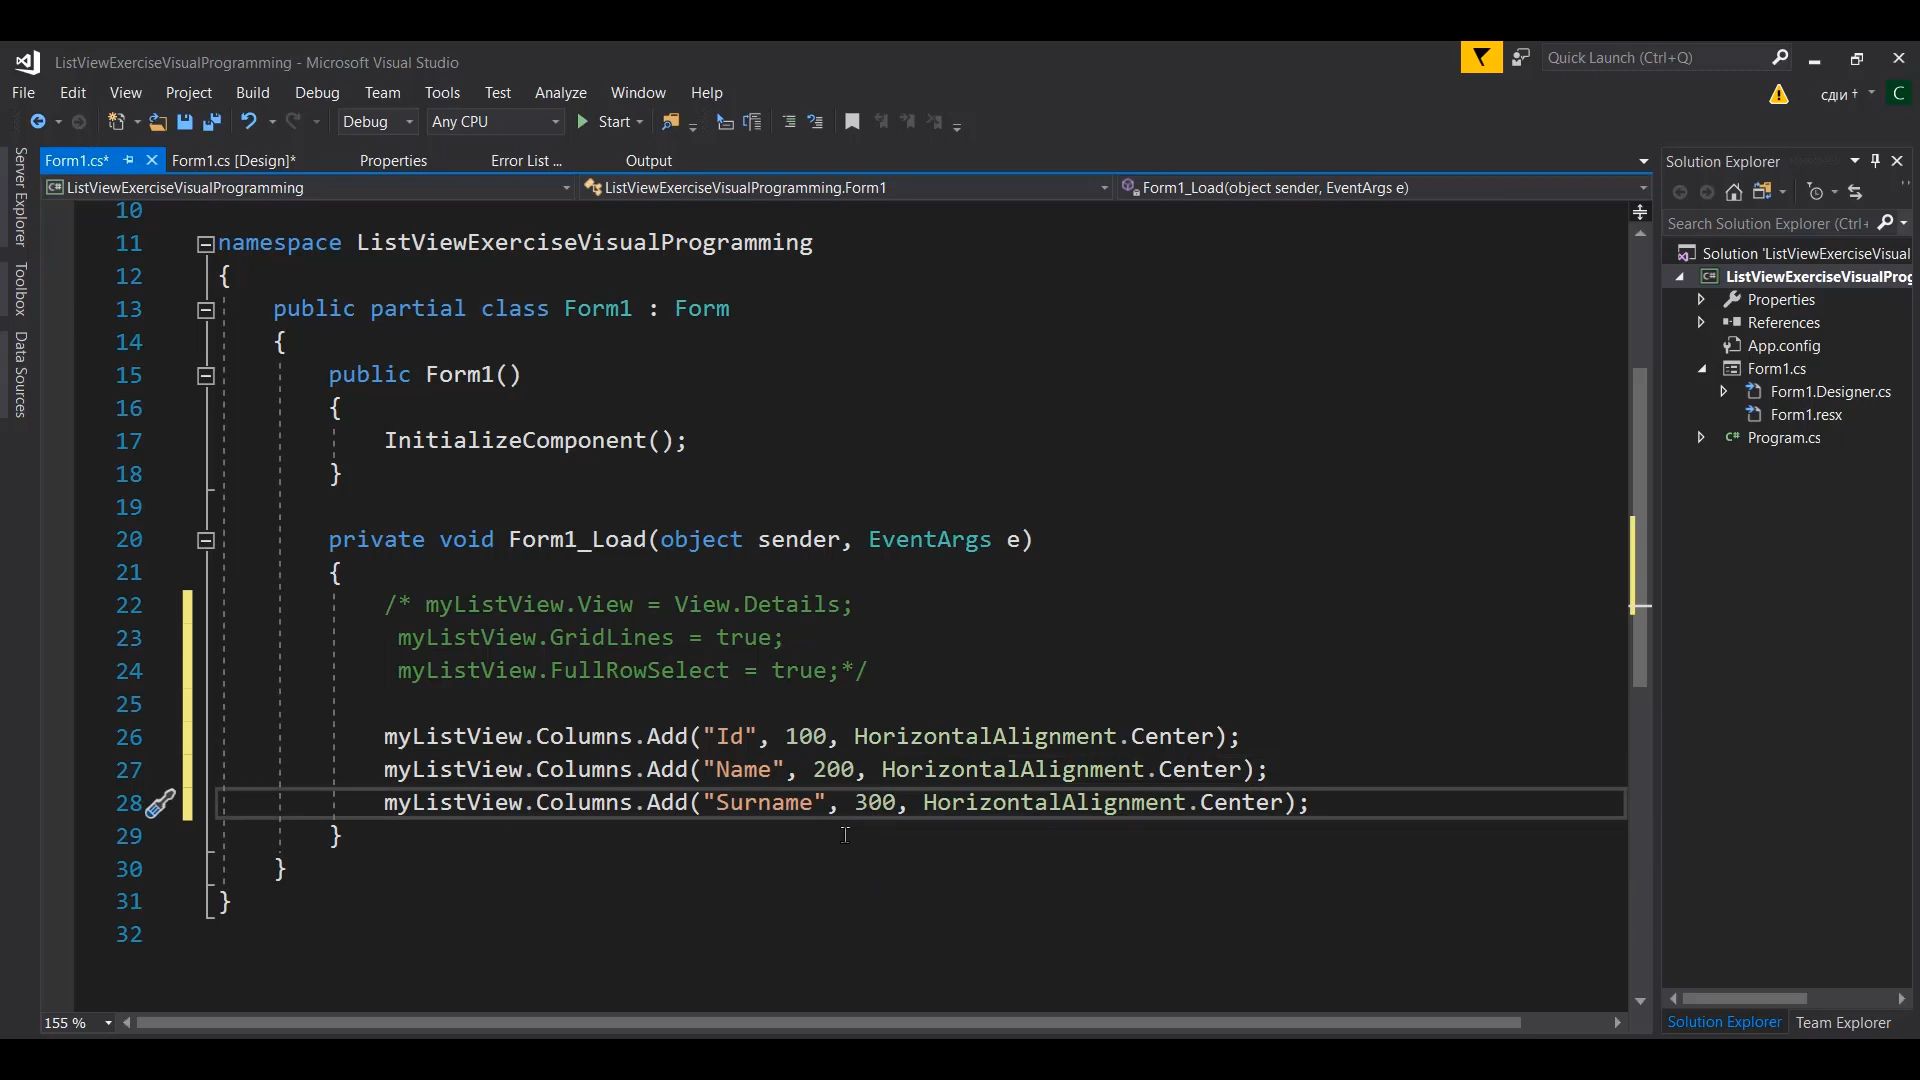 ListViewExerciseVisualProgramming - Microsoft Visual Studio
Quick Launch (Ctrl+Q)
File Edit View Project Build Debug Team Tools Test Analyze Window Help
C
Debug Any CPU Start
Form1.cs* Form1.cs [Design]* Properties Error List ... Output
ListViewExerciseVisualProgramming ListViewExerciseVisualProgramming.Form1 Form1_Load(object sender, EventArgs e)
Server Explorer
Toolbox
Data Sources
10
11 namespace ListViewExerciseVisualProgramming
12 {
13 public partial class Form1 : Form
14 {
15 public Form1()
16 {
17 InitializeComponent();
18 }
19
20 private void Form1_Load(object sender, EventArgs e)
21 {
22 /* myListView.View = View.Details;
23 myListView.GridLines = true;
24 myListView.FullRowSelect = true;*/
25
26 myListView.Columns.Add("Id", 100, HorizontalAlignment.Center);
27 myListView.Columns.Add("Name", 200, HorizontalAlignment.Center);
28 myListView.Columns.Add("Surname", 300, HorizontalAlignment.Center);
29 }
30 }
31 }
32
155 %
Solution Explorer
Search Solution Explorer (Ctrl+
Solution 'ListViewExerciseVisual
C# ListViewExerciseVisualProg
Properties
References
App.config
Form1.cs
Form1.Designer.cs
Form1.resx
C# Program.cs
Solution Explorer Team Explorer